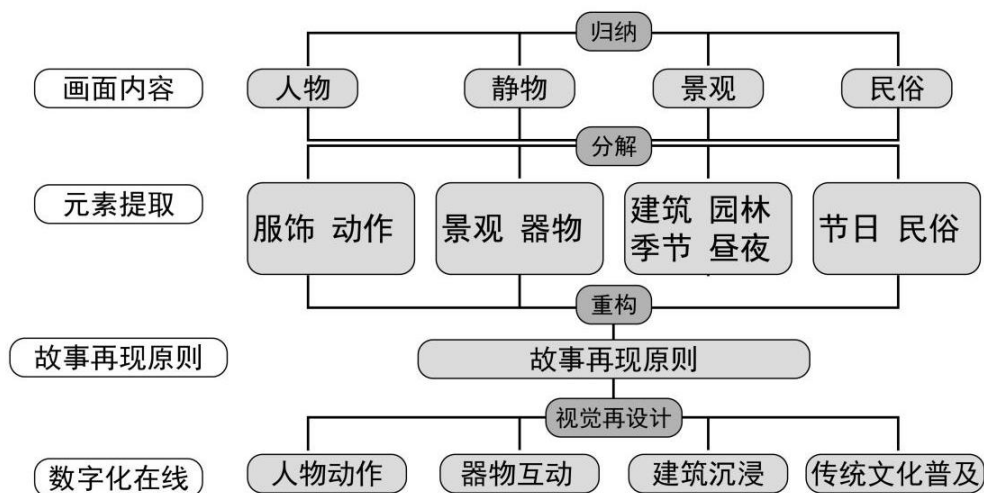 归纳
画面内容 人物 静物 景观 民俗
分解
元素提取 服饰 动作 景观 器物 建筑 园林 节日 民俗
季节 昼夜
重构
故事再现原则 故事再现原则
视觉再设计
数字化在线 人物动作 器物互动 建筑沉浸 传统文化普及